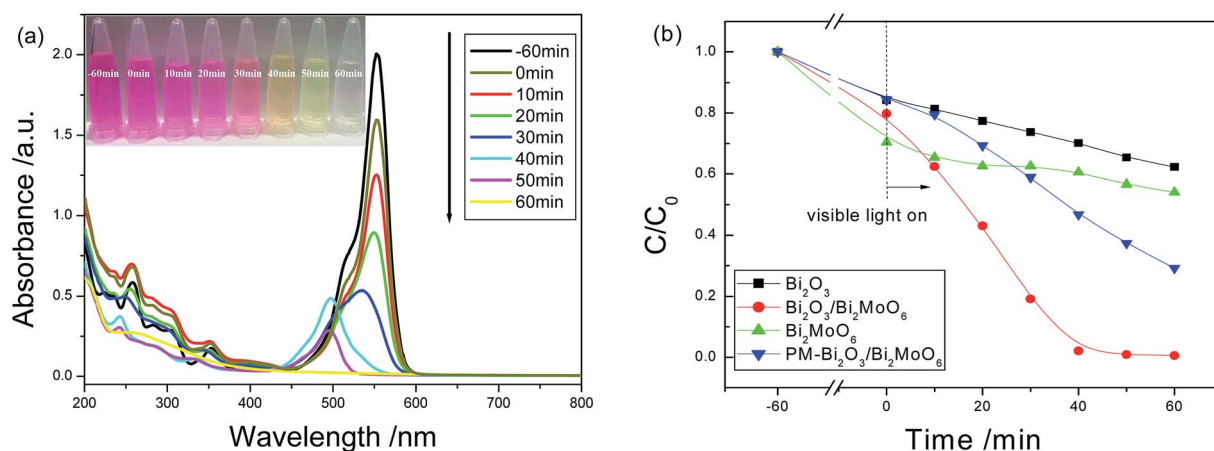 (a)
2.0
1.5
1.0
0.5
0.0
Absorbance /a.u.
-60min
0min
10min
20min
30min
40min
50min
60min
-60min
0min
10min
20min
30min
40min
50min
60min
200
300
400
500
600
700
800
Wavelength /nm
(b)
1.0
0.8
0.6
0.4
0.2
0.0
C/C₀
visible light on
Bi₂O₃
Bi₂O₃/Bi₂MoO₆
Bi₂MoO₆
PM-Bi₂O₃/Bi₂MoO₆
-60
0
20
40
60
Time /min